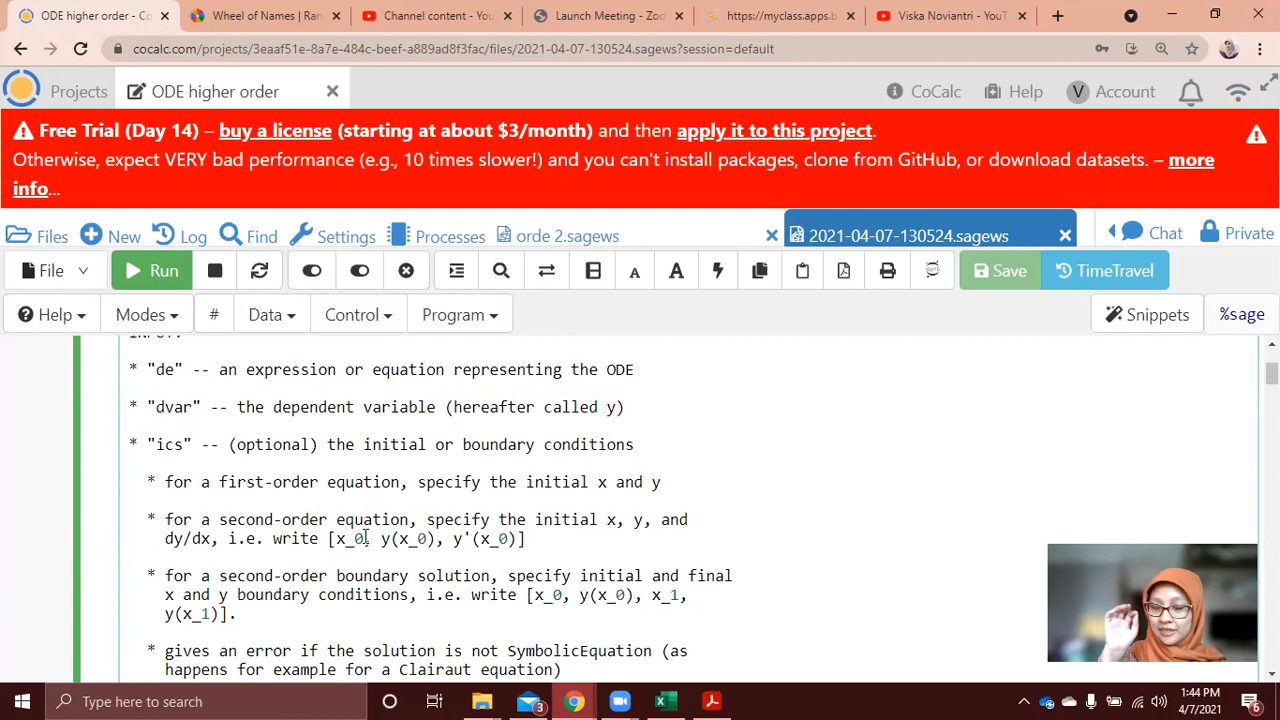 ODE higher order - Co
Wheel of Names | Ran
Channel content - You
Launch Meeting - Zoo
https://myclass.apps.b
Viska Noviantri - YouT
cocalc.com/projects/3eaaf51e-8a7e-484c-beef-a889ad8f3fac/files/2021-04-07-130524.sagews?session=default
Projects
ODE higher order
CoCalc
Help
V
Account
Free Trial (Day 14) – buy a license (starting at about $3/month) and then apply it to this project.
Otherwise, expect VERY bad performance (e.g., 10 times slower!) and you can't install packages, clone from GitHub, or download datasets. – more
info...
Files
New
Log
Find
Settings
Processes
orde 2.sagews
2021-04-07-130524.sagews
Chat
Private
File
Run
A
A
Save
TimeTravel
Help
Modes
#
Data
Control
Program
Snippets
%sage
INPUT:
* "de" -- an expression or equation representing the ODE
* "dvar" -- the dependent variable (hereafter called y)
* "ics" -- (optional) the initial or boundary conditions
* for a first-order equation, specify the initial x and y
* for a second-order equation, specify the initial x, y, and
dy/dx, i.e. write [x_0, y(x_0), y'(x_0)]
* for a second-order boundary solution, specify initial and final
x and y boundary conditions, i.e. write [x_0, y(x_0), x_1,
y(x_1)].
* gives an error if the solution is not SymbolicEquation (as
happens for example for a Clairaut equation)
Type here to search
3
1:44 PM
4/7/2021
6